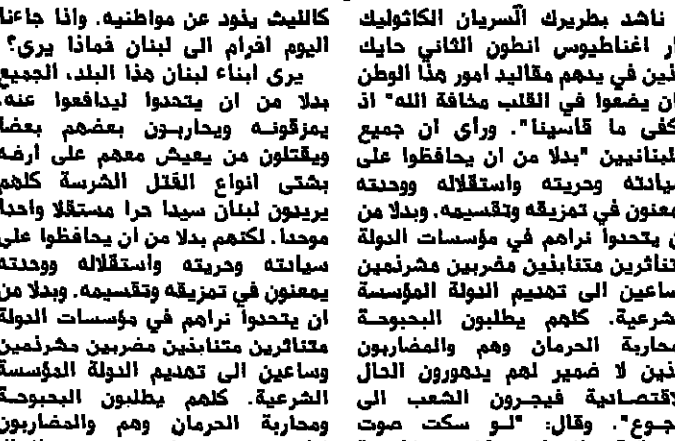 ناشد بطريرك السريان الكاثوليك
ار اغناطيوس انطون الثاني حايك
ذين في يدهم مقاليد امور هذا الوطن
ان يضعوا في القلب مخافة الله" اذ
كفى ما قاسينا". ورأى ان جميع
لبنانيين "بدلا من ان يحافظوا على
سيادته وحريته واستقلاله ووحدته
معنون في تمزيقه وتقسيمه. وبدلا من
ن يتحدوا نراهم في مؤسسات الدولة
تناثرين متنابذين مضربين مشرذمين
ساعين الى تهديم الدولة المؤسسة
شرعية. كلهم يطلبون البحبوحة
محاربة الحرمان وهم والمضاربون
ذين لا ضمير لهم يدهورون الحال
لاقتصادية فيجرون الشعب الى
جوع". وقال: "لو سكت صوت
كالليث يذود عن مواطنيه. واذا جاءنا
اليوم افرام الى لبنان فماذا يرى؟
يرى ابناء لبنان هذا البلد، الجميع
بدلا من ان يتحدوا ليدافعوا عنه،
يمزقونه ويحاربون بعضهم بعضا
ويقتلون من يعيش معهم على ارضه
بشتى انواع القتل الشرسة كلهم
يريدون لبنان سيدا حرا مستقلا واحدا
موحدا. لكنهم بدلا من ان يحافظوا على
سيادته وحريته واستقلاله ووحدته
يمعنون في تمزيقه وتقسيمه. وبدلا من
ان يتحدوا نراهم في مؤسسات الدولة
متناثرين متنابذين مضربين مشرذمين
وساعين الى تهديم الدولة المؤسسة
الشرعية. كلهم يطلبون البحبوحة
ومحاربة الحرمان وهم والمضاربون